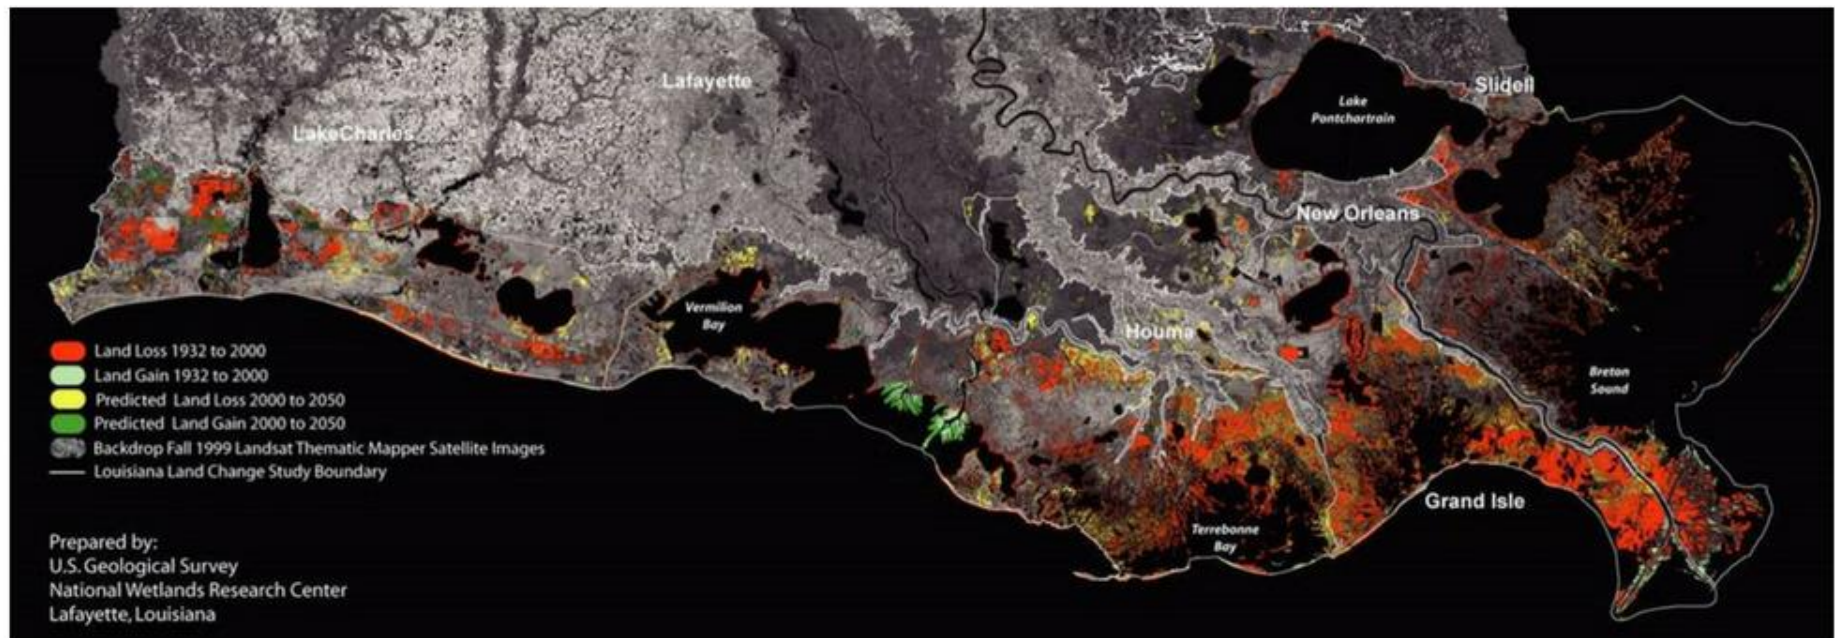 Lafayette
Slidell
Lake
Pontchartrain
LakeCharles
New Orleans
Vermilion
Bay
Houma
Breton
Sound
Grand Isle
Terrebonne
Bay
Land Loss 1932 to 2000
Land Gain 1932 to 2000
Predicted Land Loss 2000 to 2050
Predicted Land Gain 2000 to 2050
Backdrop Fall 1999 Landsat Thematic Mapper Satellite Images
Louisiana Land Change Study Boundary
Prepared by:
U.S. Geological Survey
National Wetlands Research Center
Lafayette, Louisiana